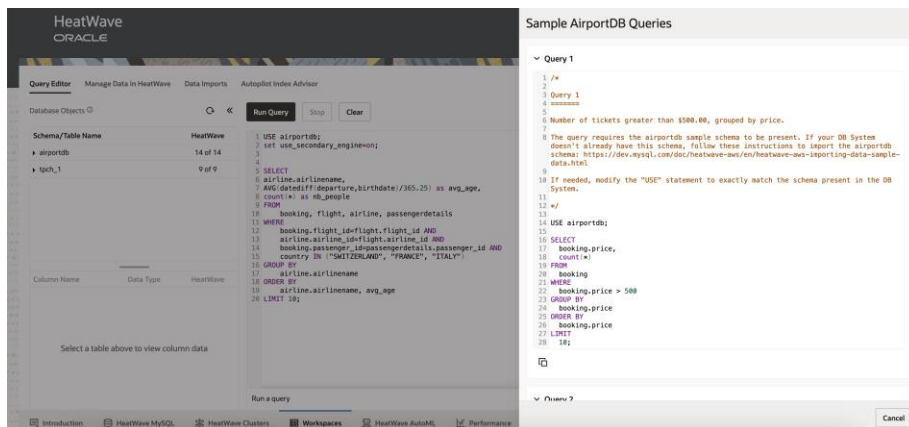 HeatWave
ORACLE
Query Editor Manage Data in HeatWave Data Imports Autopilot Index Advisor
Database Objects
Schema/Table Name HeatWave
airportdb 14 of 14
tpch_1 9 of 9
Column Name Data Type HeatWave
Select a table above to view column data
Run Query Stop Clear
1 USE airportdb;
2 set use_secondary_engine=on;
3
4
5 SELECT
6 airline.airlinename,
7 AVG(datediff(departure,birthdate)/365.25) as avg_age,
8 count(*) as nb_people
9 FROM
10 booking, flight, airline, passengerdetails
11 WHERE
12 booking.flight_id=flight.flight_id AND
13 airline.airline_id=flight.airline_id AND
14 booking.passenger_id=passengerdetails.passenger_id AND
15 country IN ("SWITZERLAND", "FRANCE", "ITALY")
16 GROUP BY
17 airline.airlinename
18 ORDER BY
19 airline.airlinename, avg_age
20 LIMIT 10;
Run a query
Introduction HeatWave MySQL HeatWave Clusters Workspaces HeatWave AutoML Performance
Sample AirportDB Queries
Query 1
1 /*
2
3 Query 1
4 =======
5
6 Number of tickets greater than $500.00, grouped by price.
7
8 The query requires the airportdb sample schema to be present. If your DB System
doesn't already have this schema, follow these instructions to import the airportdb
schema: https://dev.mysql.com/doc/heatwave-aws/en/heatwave-aws-importing-data-sample-
data.html
9
10 If needed, modify the "USE" statement to exactly match the schema present in the DB
System.
11
12 */
13
14 USE airportdb;
15
16 SELECT
17 booking.price,
18 count(*)
19 FROM
20 booking
21 WHERE
22 booking.price > 500
23 GROUP BY
24 booking.price
25 ORDER BY
26 booking.price
27 LIMIT
28 10;
Query 2
Cancel